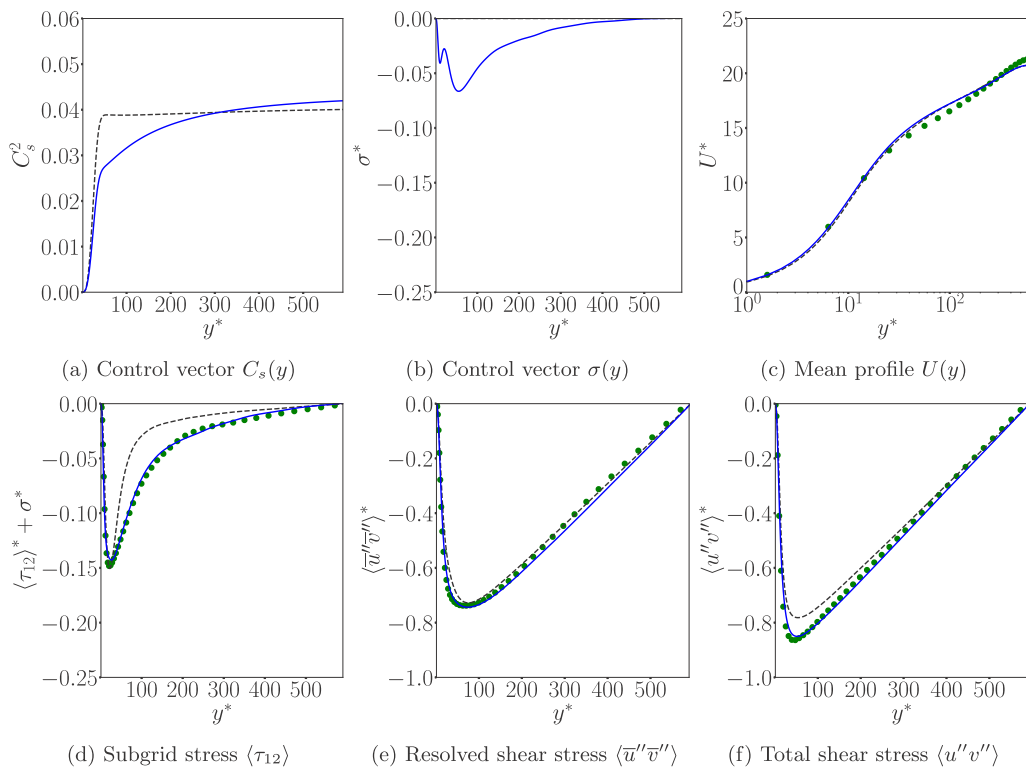 0.06
0.05
0.04
0.03
0.02
0.01
0.00
C_s^2
100 200 300 400 500
y*
(a) Control vector C_s(y)
−0.00
−0.05
−0.10
−0.15
−0.20
−0.25
σ*
100 200 300 400 500
y*
(b) Control vector σ(y)
25
20
15
10
5
0
U*
10^0 10^1 10^2
y*
(c) Mean profile U(y)
0.00
−0.05
−0.10
−0.15
−0.20
−0.25
⟨τ_12⟩* + σ*
100 200 300 400 500
y*
(d) Subgrid stress ⟨τ_12⟩
0.0
−0.2
−0.4
−0.6
−0.8
−1.0
⟨u̅″v̅″⟩*
100 200 300 400 500
y*
(e) Resolved shear stress ⟨u̅″v̅″⟩
0.0
−0.2
−0.4
−0.6
−0.8
−1.0
⟨u″v″⟩*
100 200 300 400 500
y*
(f) Total shear stress ⟨u″v″⟩